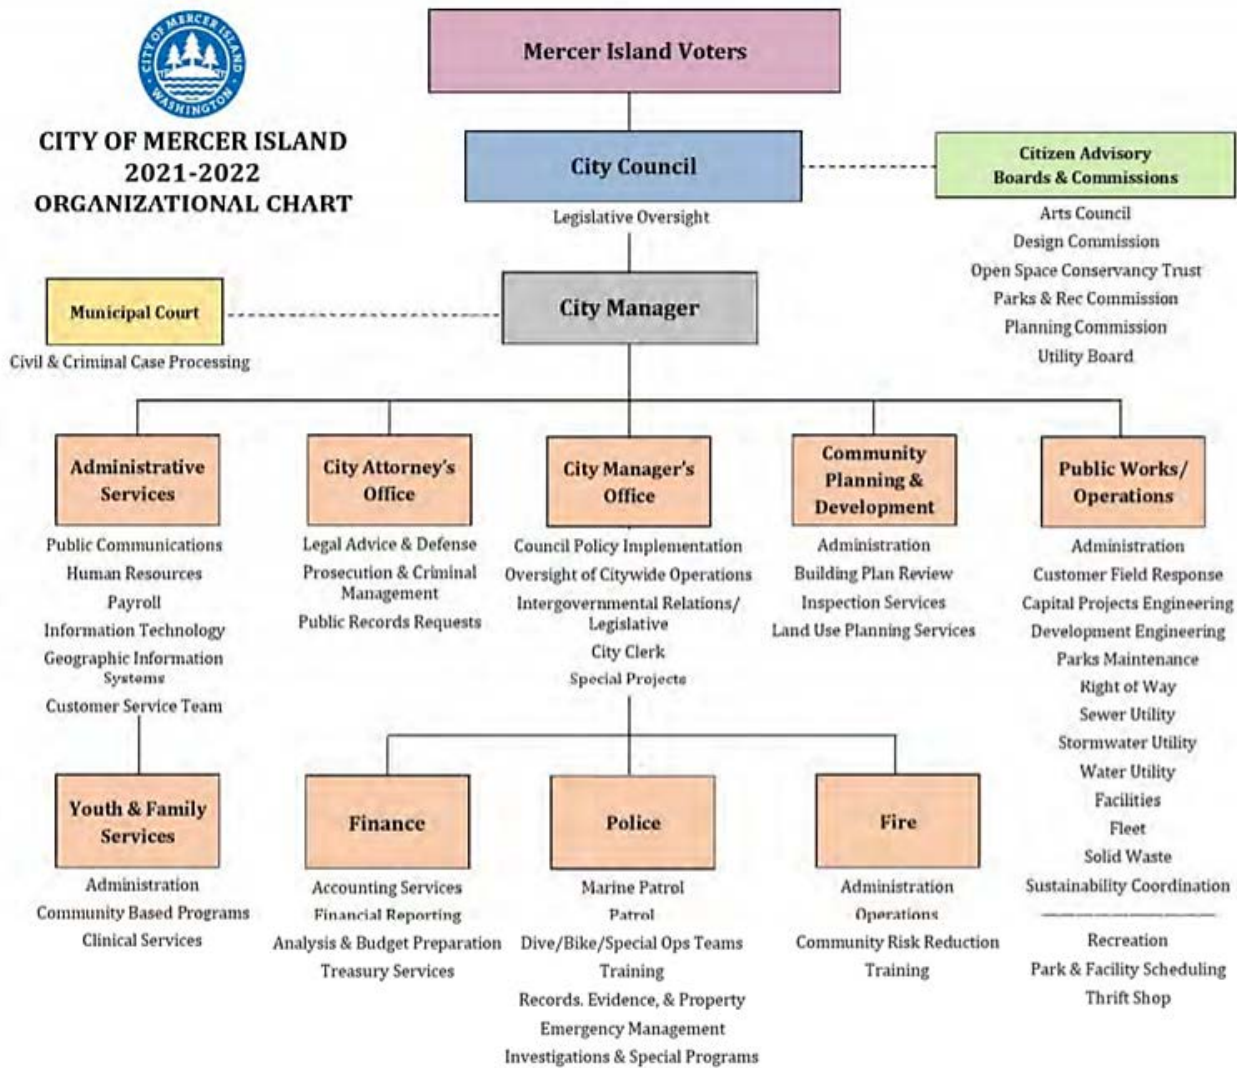 CITY OF MERCER ISLAND
WASHINGTON
CITY OF MERCER ISLAND
2021-2022
ORGANIZATIONAL CHART
Mercer Island Voters
City Council
Legislative Oversight
Citizen Advisory
Boards & Commissions
Arts Council
Design Commission
Open Space Conservancy Trust
Parks & Rec Commission
Planning Commission
Utility Board
Municipal Court
Civil & Criminal Case Processing
City Manager
Administrative
Services
Public Communications
Human Resources
Payroll
Information Technology
Geographic Information
Systems
Customer Service Team
City Attorney's
Office
Legal Advice & Defense
Prosecution & Criminal
Management
Public Records Requests
City Manager's
Office
Council Policy Implementation
Oversight of Citywide Operations
Intergovernmental Relations/
Legislative
City Clerk
Special Projects
Community
Planning &
Development
Administration
Building Plan Review
Inspection Services
Land Use Planning Services
Public Works/
Operations
Administration
Customer Field Response
Capital Projects Engineering
Development Engineering
Parks Maintenance
Right of Way
Sewer Utility
Stormwater Utility
Water Utility
Facilities
Fleet
Solid Waste
Sustainability Coordination
Recreation
Park & Facility Scheduling
Thrift Shop
Youth & Family
Services
Administration
Community Based Programs
Clinical Services
Finance
Accounting Services
Financial Reporting
Analysis & Budget Preparation
Treasury Services
Police
Marine Patrol
Patrol
Dive/Bike/Special Ops Teams
Training
Records. Evidence, & Property
Emergency Management
Investigations & Special Programs
Fire
Administration
Operations
Community Risk Reduction
Training